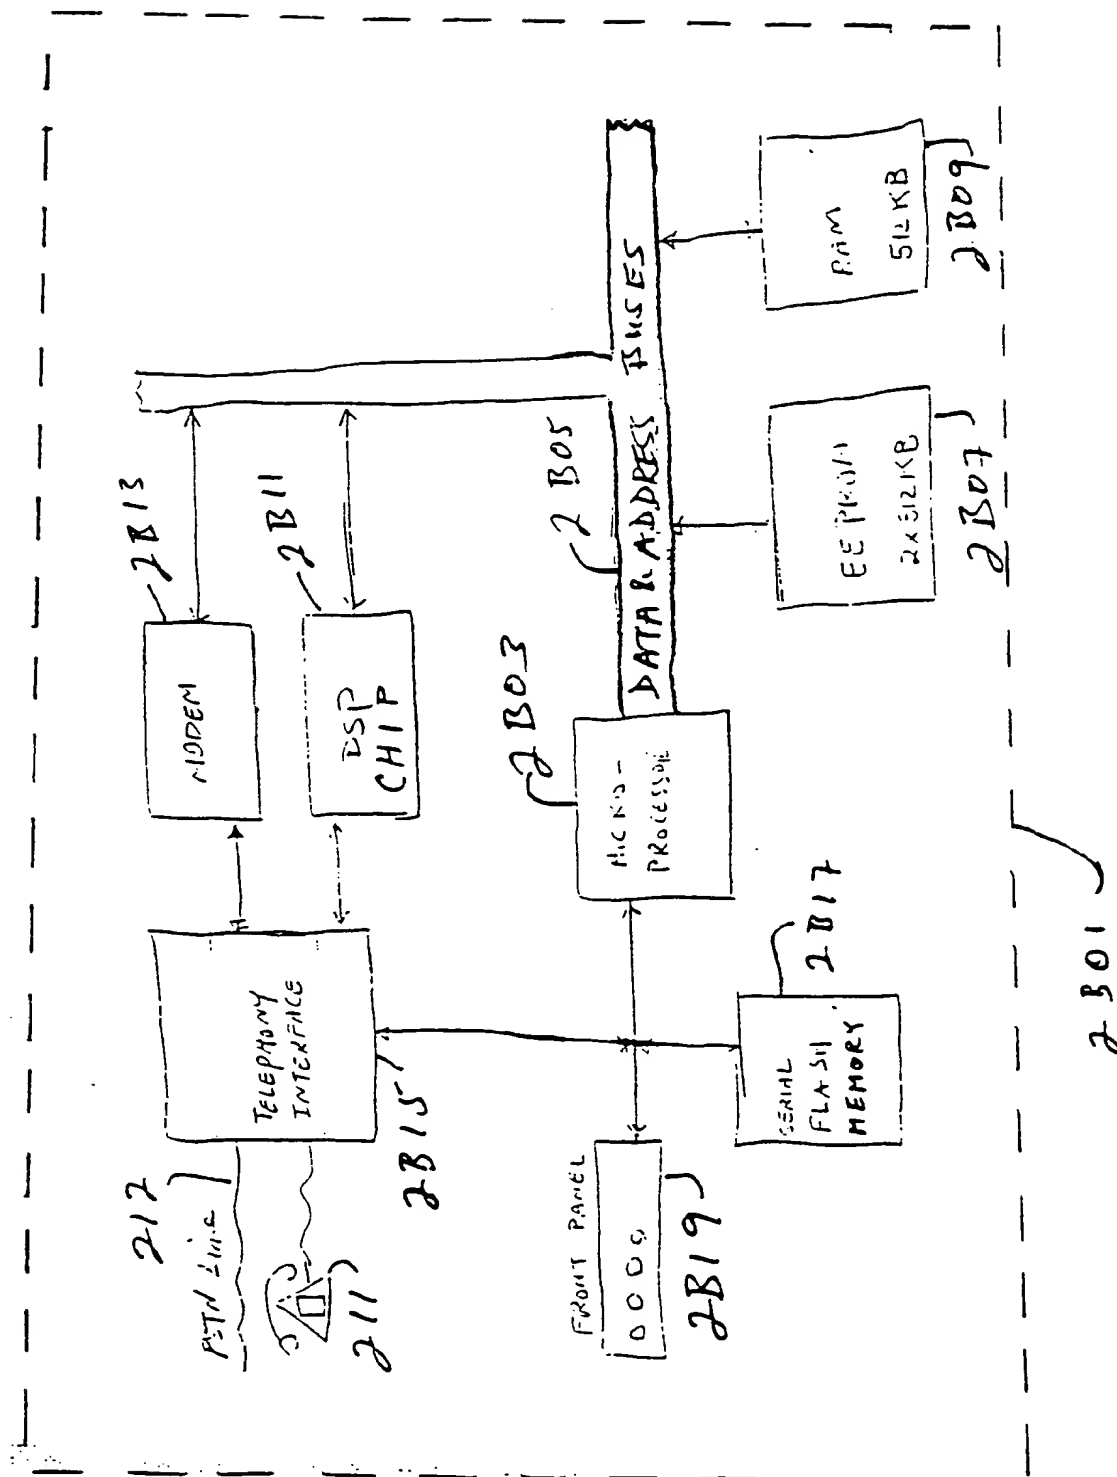 212
PSTN Line
211
TELEPHONY
INTERFACE
2B15
MODEM
2B13
DSP
CHIP
2B11
FRONT PANEL
2B19
SERIAL
FLASH
MEMORY
2B17
MICRO-
PROCESSOR
2B03
DATA & ADDRESS BUSES
2B05
EEPROM
2x512KB
2B07
RAM
512KB
2B09
2B01